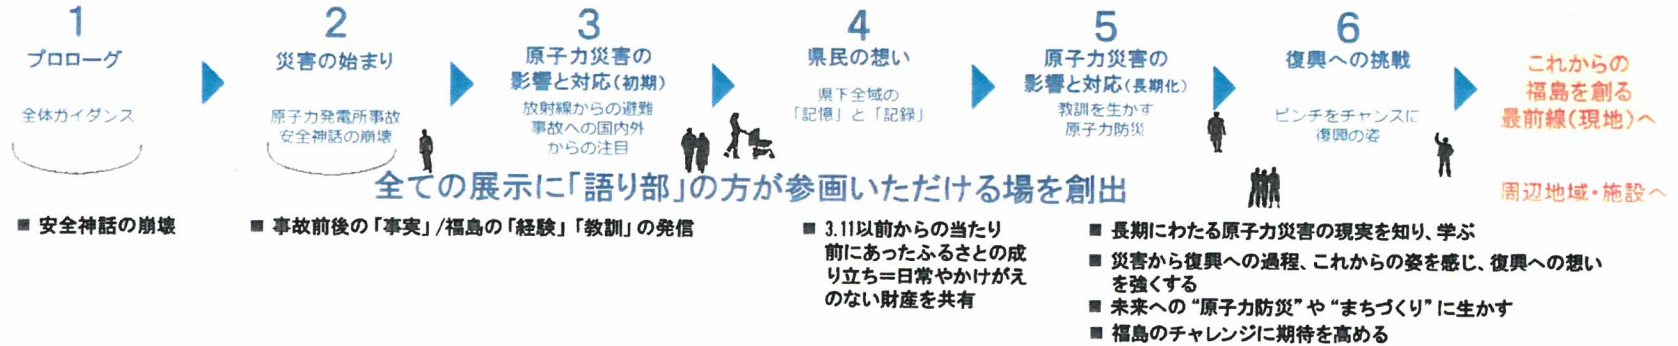 1
プロローグ
全体ガイダンス
2
災害の始まり
原子力発電所事故
安全神話の崩壊
3
原子力災害の
影響と対応(初期)
放射線からの避難
事故への国内外
からの注目
4
県民の想い
県下全域の
「記憶」と「記録」
5
原子力災害の
影響と対応(長期化)
教訓を生かす
原子力防災
6
復興への挑戦
ピンチをチャンスに
復興の姿
これからの
福島を創る
最前線(現地)へ
周辺地域・施設へ
全ての展示に「語り部」の方が参画いただける場を創出
■ 安全神話の崩壊
■ 事故前後の「事実」/福島の「経験」「教訓」の発信
■ 3.11以前からの当たり
前にあったふるさとの成
り立ち=日常やかけがえ
のない財産を共有
■ 長期にわたる原子力災害の現実を知り、学ぶ
■ 災害から復興への過程、これからの姿を感じ、復興への想い
を強くする
■ 未来への“原子力防災”や“まちづくり”に生かす
■ 福島のチャレンジに期待を高める